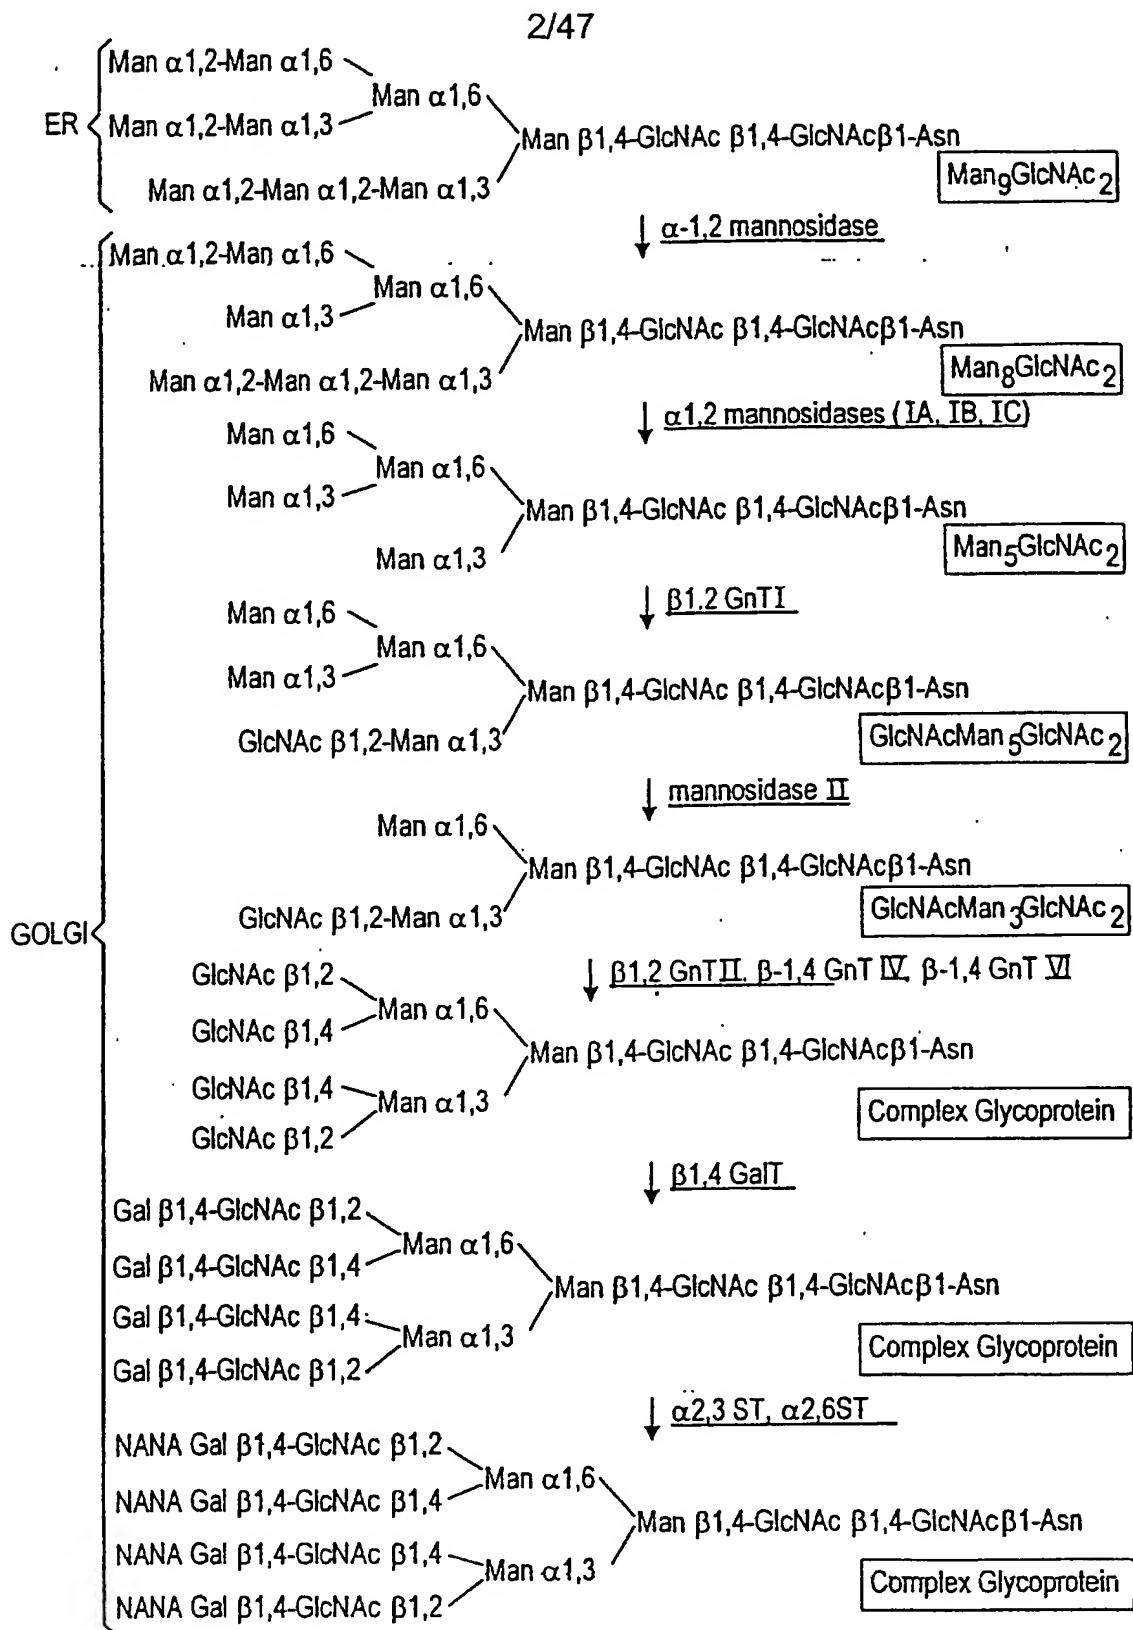 2/47
Man α1,2-Man α1,6
Man α1,6
ER
Man α1,2-Man α1,3
Man β1,4-GlcNAc β1,4-GlcNAcβ1-Asn
Man9GlcNAc2
Man α1,2-Man α1,2-Man α1,3
α-1,2 mannosidase
Man α1,2-Man α1,6
Man α1,6
Man α1,3
Man β1,4-GlcNAc β1,4-GlcNAcβ1-Asn
Man8GlcNAc2
Man α1,2-Man α1,2-Man α1,3
α1,2 mannosidases (IA, IB, IC)
Man α1,6
Man α1,6
Man α1,3
Man β1,4-GlcNAc β1,4-GlcNAcβ1-Asn
Man5GlcNAc2
Man α1,3
β1.2 GnTI
Man α1,6
Man α1,6
Man α1,3
Man β1,4-GlcNAc β1,4-GlcNAcβ1-Asn
GlcNAc β1,2-Man α1,3
GlcNAcMan5GlcNAc2
mannosidase II
Man α1,6
Man β1,4-GlcNAc β1,4-GlcNAcβ1-Asn
GlcNAc β1,2-Man α1,3
GlcNAcMan3GlcNAc2
GOLGI
β1,2 GnTII. β-1,4 GnT IV, β-1,4 GnT VI
GlcNAc β1,2
Man α1,6
GlcNAc β1,4
Man β1,4-GlcNAc β1,4-GlcNAcβ1-Asn
GlcNAc β1,4
Man α1,3
GlcNAc β1,2
Complex Glycoprotein
β1,4 GalT
Gal β1,4-GlcNAc β1,2
Man α1,6
Gal β1,4-GlcNAc β1,4
Man β1,4-GlcNAc β1,4-GlcNAcβ1-Asn
Gal β1,4-GlcNAc β1,4
Man α1,3
Gal β1,4-GlcNAc β1,2
Complex Glycoprotein
α2,3 ST, α2,6ST
NANA Gal β1,4-GlcNAc β1,2
Man α1,6
NANA Gal β1,4-GlcNAc β1,4
Man β1,4-GlcNAc β1,4-GlcNAcβ1-Asn
NANA Gal β1,4-GlcNAc β1,4
Man α1,3
NANA Gal β1,4-GlcNAc β1,2
Complex Glycoprotein